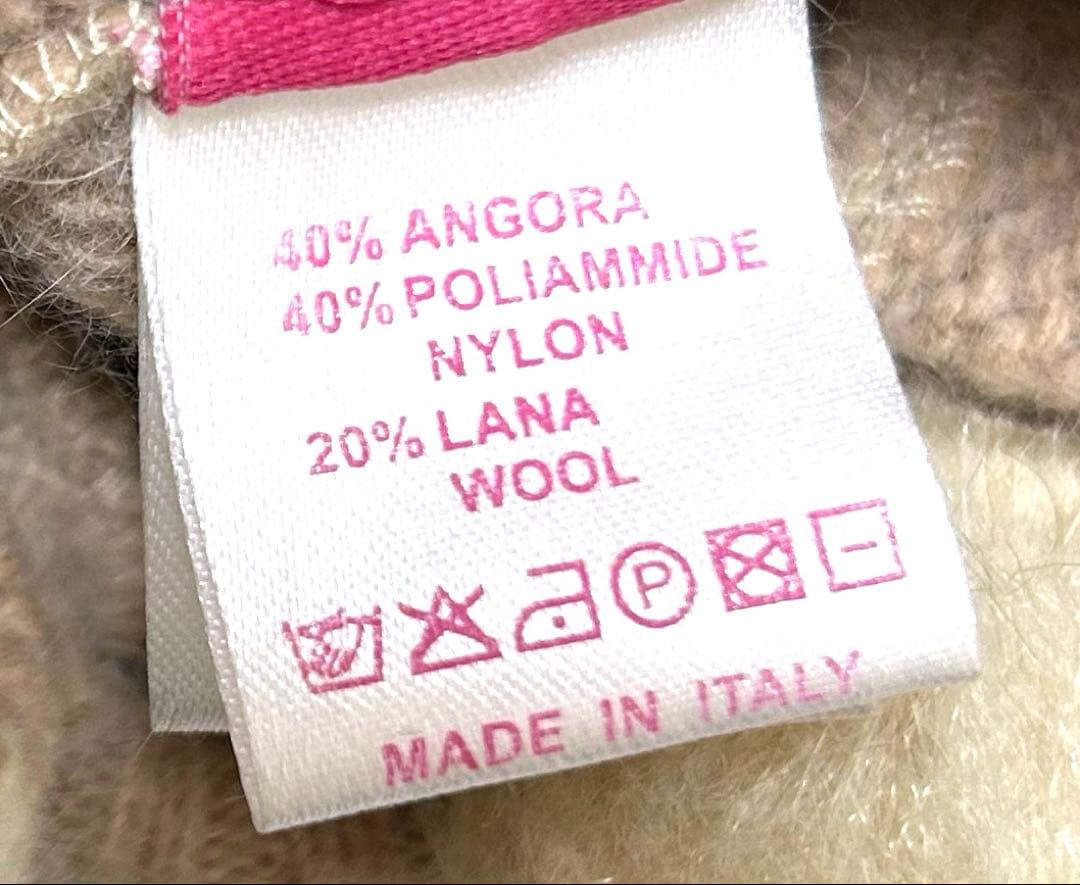 40% ANGORA
40% POLIAMMIDE
NYLON
20% LANA
WOOL
P
MADE IN ITALY